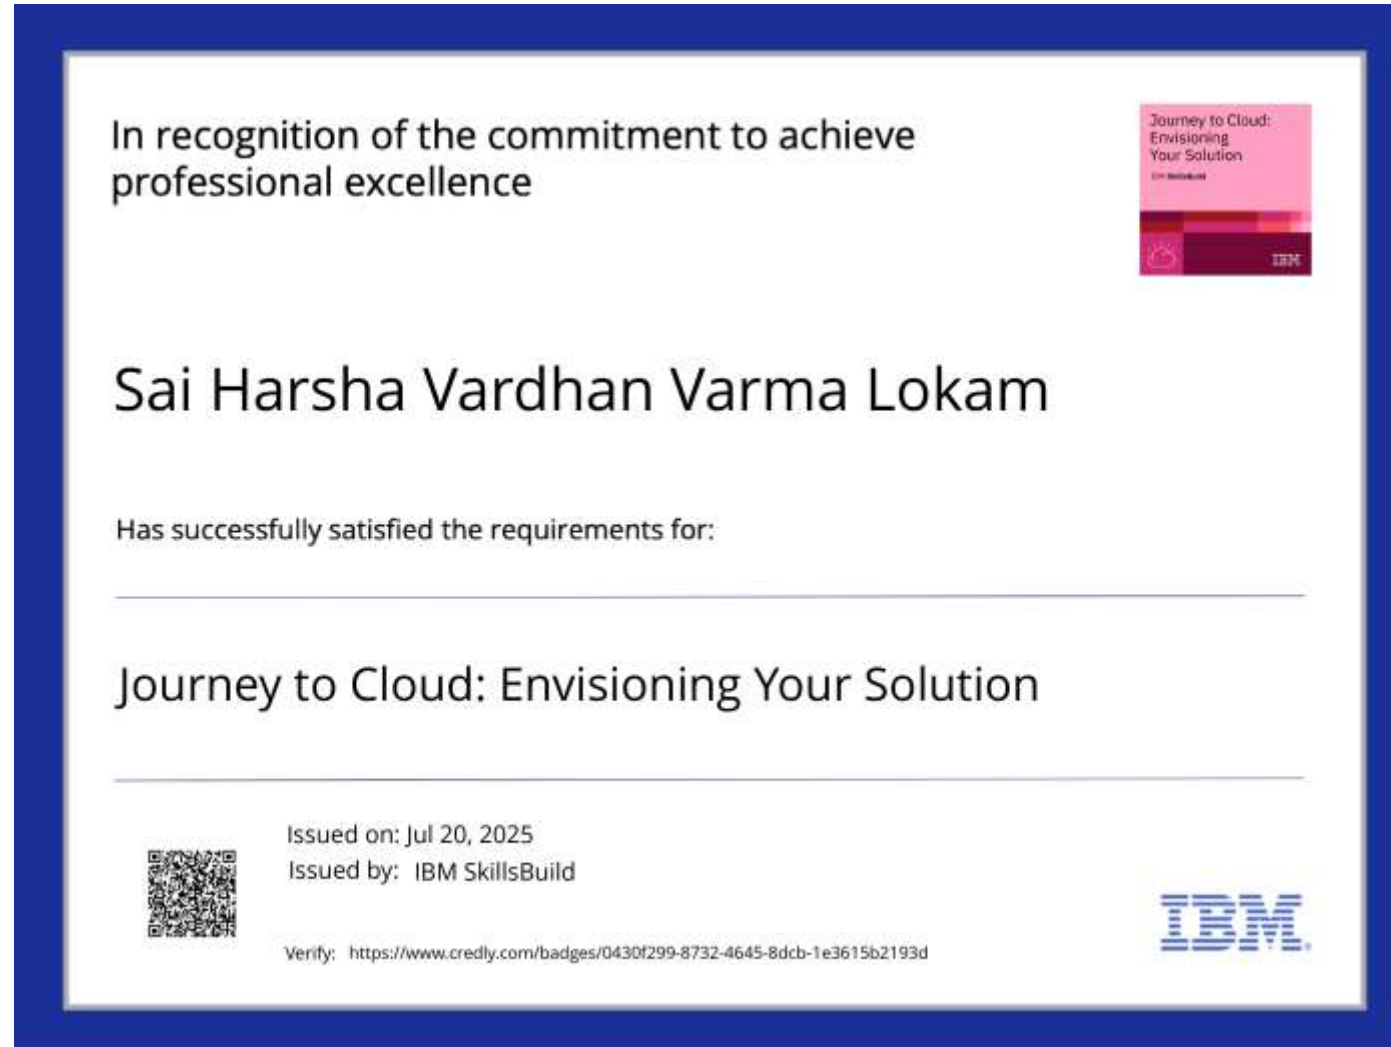 In recognition of the commitment to achieve
professional excellence
Journey to Cloud:
Envisioning
Your Solution
IBM SkillsBuild
IBM
Sai Harsha Vardhan Varma Lokam
Has successfully satisfied the requirements for:
Journey to Cloud: Envisioning Your Solution
Issued on: Jul 20, 2025
Issued by: IBM SkillsBuild
Verify: https://www.credly.com/badges/0430f299-8732-4645-8dcb-1e3615b2193d
IBM.